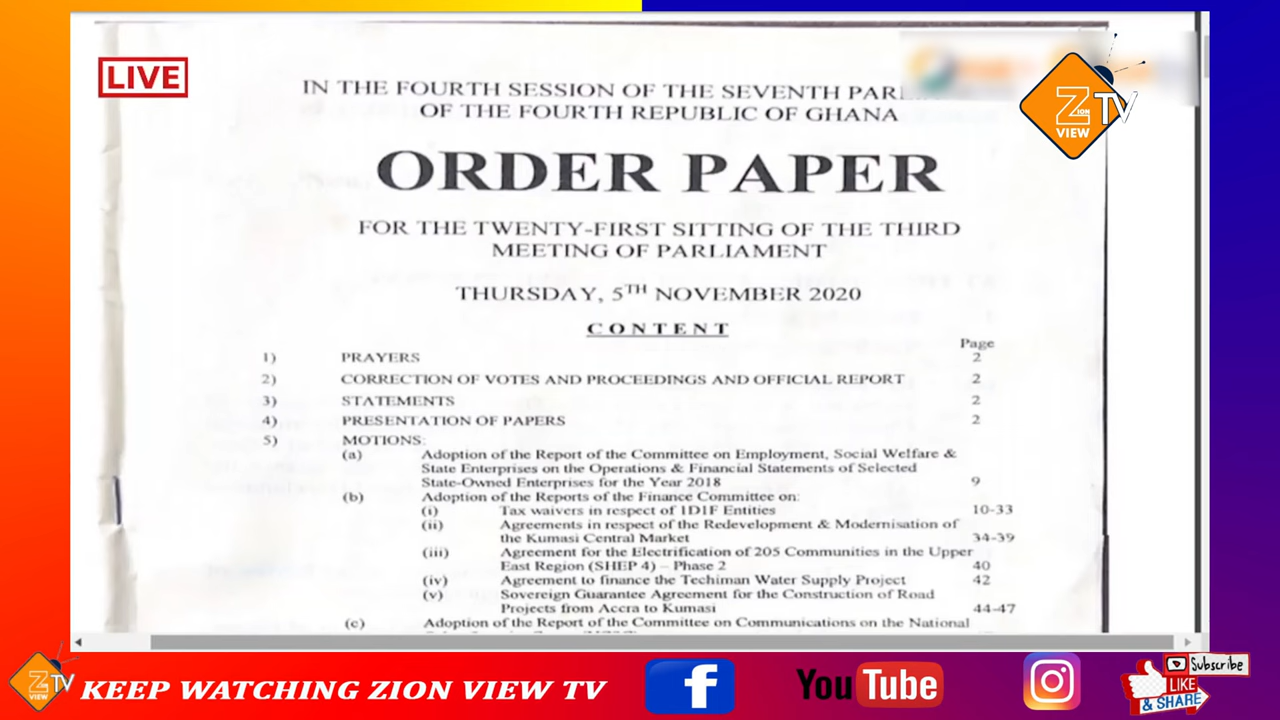 LIVE
ZION
VIEW
TV
IN THE FOURTH SESSION OF THE SEVENTH
OF THE FOURTH REPUBLIC OF GHANA
ORDER PAPER
FOR THE TWENTY-FIRST SITTING OF THE THIRD
MEETING OF PARLIAMENT
THURSDAY, 5TH NOVEMBER 2020
CONTENT
Page
1) PRAYERS 2
2) CORRECTION OF VOTES AND PROCEEDINGS AND OFFICIAL REPORT 2
3) STATEMENTS 2
4) PRESENTATION OF PAPERS 2
5) MOTIONS:
(a) Adoption of the Report of the Committee on Employment, Social Welfare &
State Enterprises on the Operations & Financial Statements of Selected
State-Owned Enterprises for the Year 2018 9
(b) Adoption of the Reports of the Finance Committee on:
(i) Tax waivers in respect of 1D1F Entities 10-33
(ii) Agreements in respect of the Redevelopment & Modernisation of
the Kumasi Central Market 34-39
(iii) Agreement for the Electrification of 205 Communities in the Upper
East Region (SHEP 4) – Phase 2 40
(iv) Agreement to finance the Techiman Water Supply Project 42
(v) Sovereign Guarantee Agreement for the Construction of Road
Projects from Accra to Kumasi 44-47
(c) Adoption of the Report of the Committee on Communications on the National
Z
ION
VIEW
TV
KEEP WATCHING ZION VIEW TV
f
YouTube
Subscribe
LIKE
& SHARE